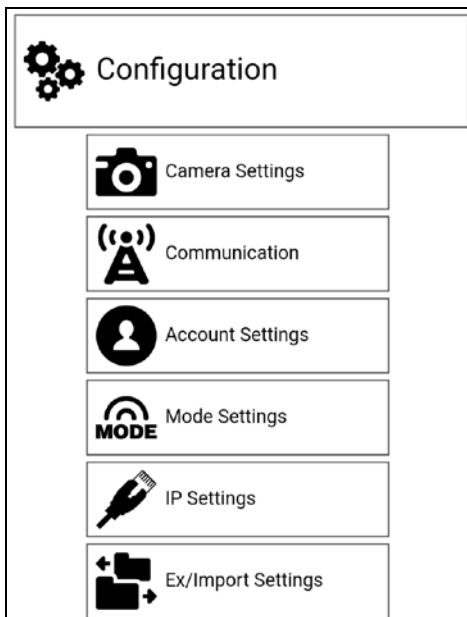 Configuration
Camera Settings
Communication
Account Settings
MODE Mode Settings
IP Settings
Ex/Import Settings